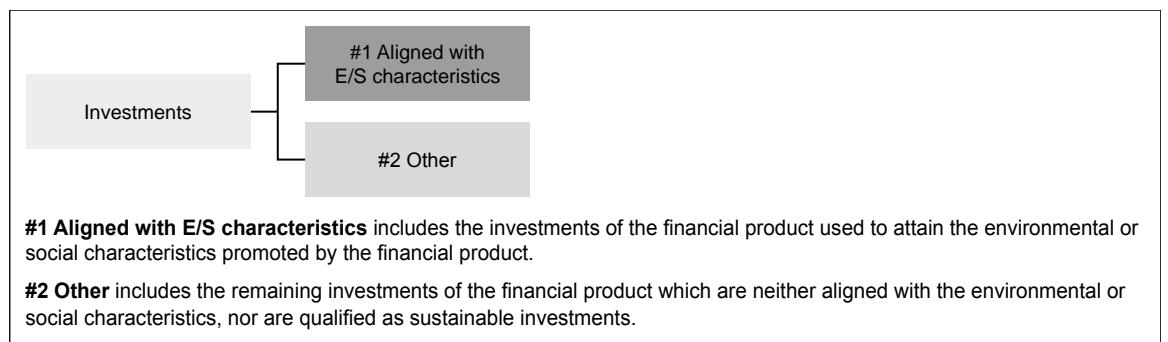 #1 Aligned with
E/S characteristics
Investments
#2 Other
#1 Aligned with E/S characteristics includes the investments of the financial product used to attain the environmental or
social characteristics promoted by the financial product.
#2 Other includes the remaining investments of the financial product which are neither aligned with the environmental or
social characteristics, nor are qualified as sustainable investments.